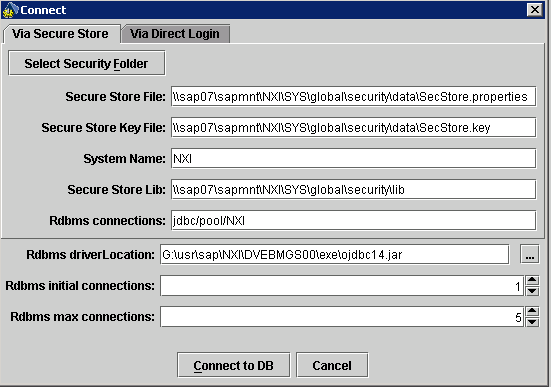 Connect
Via Secure Store Via Direct Login
Select Security Folder
Secure Store File: \\sap07\sapmnt\NXI\SYS\global\security\data\SecStore.properties
Secure Store Key File: \\sap07\sapmnt\NXI\SYS\global\security\data\SecStore.key
System Name: NXI
Secure Store Lib: \\sap07\sapmnt\NXI\SYS\global\security\lib
Rdbms connections: jdbc/pool/NXI
Rdbms driverLocation: G:\usr\sap\NXI\DVEBMGS00\exe\ojdbc14.jar ...
Rdbms initial connections: 1
Rdbms max connections: 5
Connect to DB Cancel